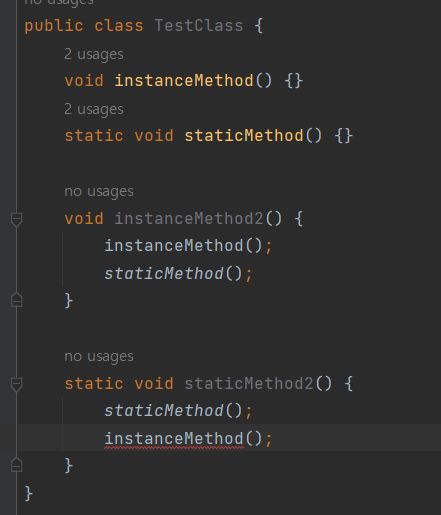 no usages
public class TestClass {
2 usages
void instanceMethod() {}
2 usages
static void staticMethod() {}
no usages
void instanceMethod2() {
instanceMethod();
staticMethod();
}
no usages
static void staticMethod2() {
staticMethod();
instanceMethod();
}
}